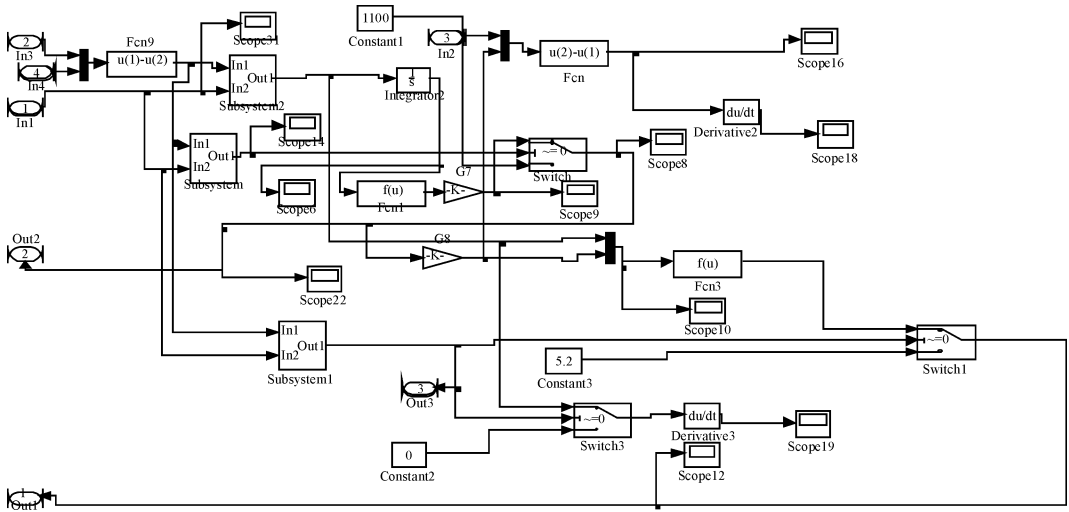 1100
Constant1
2
In3
4
In4
1
In1
Fcn9
u(1)-u(2)
Scope31
In1
In2
Out1
Subsystem2
3
In2
u(2)-u(1)
Fcn
Scope16
1
s
Integrator2
du/dt
Derivative2
Scope18
Scope14
In1
In2
Out1
Subsystem
~= 0
Switch
Scope8
Scope6
f(u)
Fcn1
G7
-K-
Scope9
Out2
2
G8
-K-
f(u)
Fcn3
Scope22
Scope10
In1
In2
Out1
Subsystem1
5.2
Constant3
~=0
Switch1
3
Out3
~=0
Switch3
du/dt
Derivative3
Scope19
0
Constant2
Scope12
1
Out1